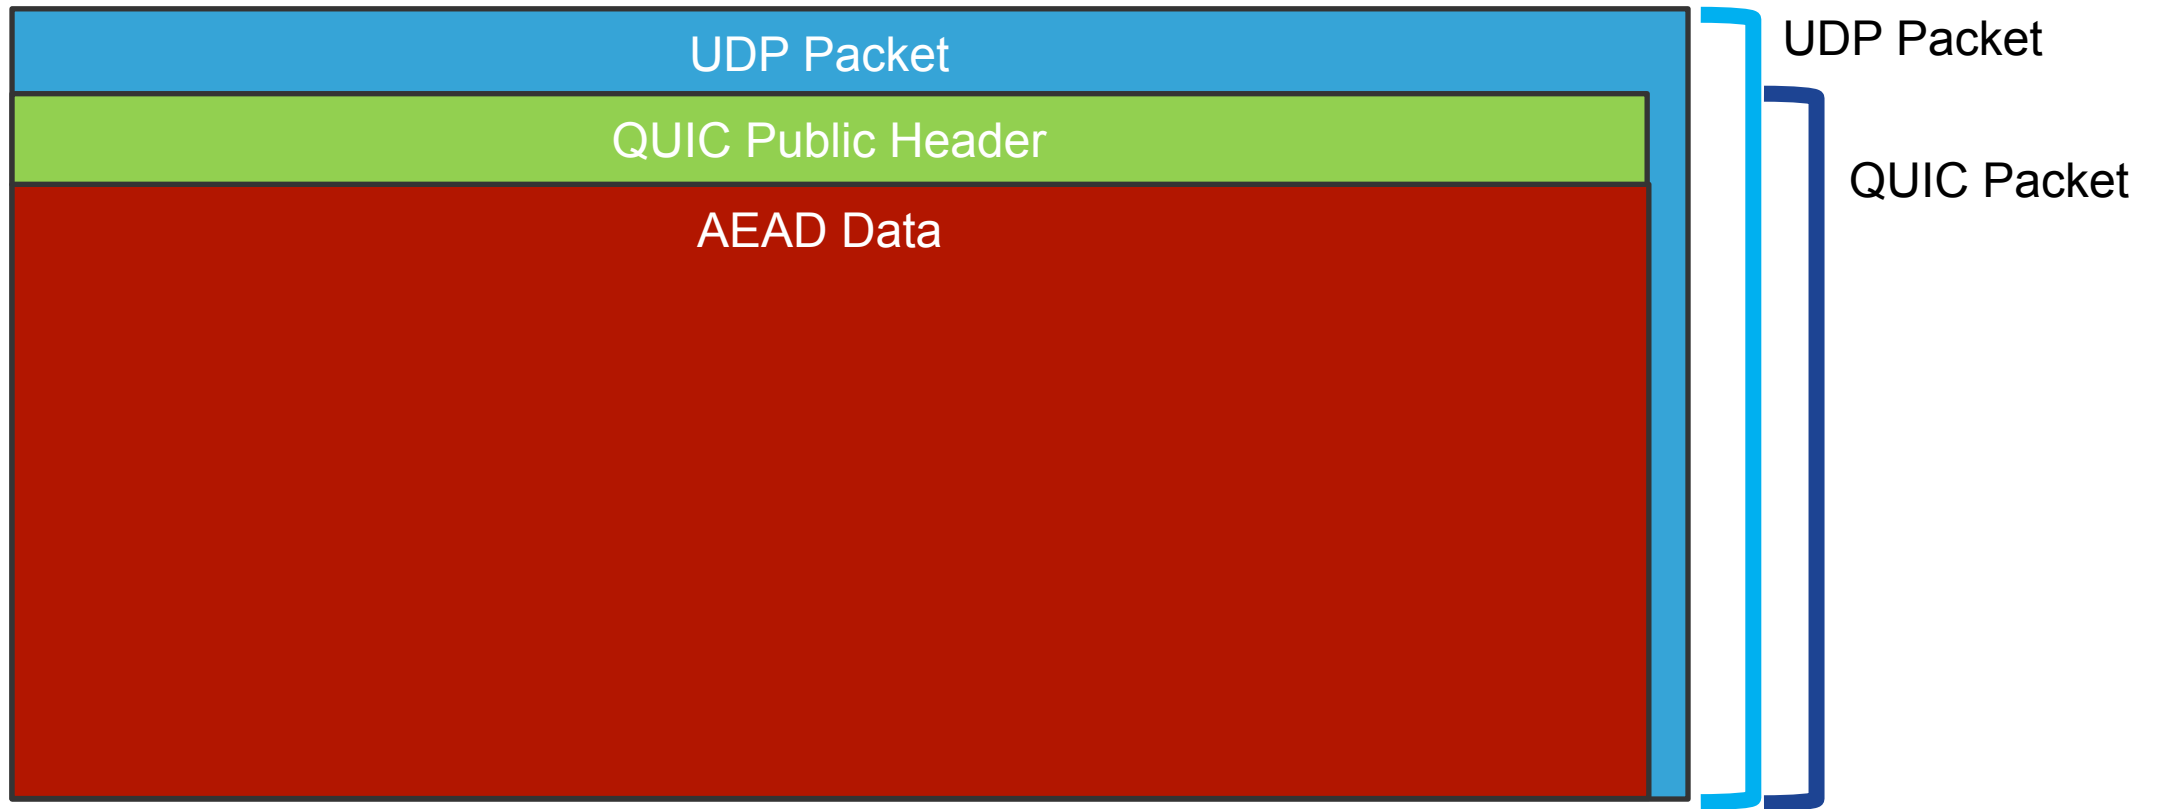 UDP Packet
UDP Packet
QUIC Public Header
QUIC Packet
AEAD Data